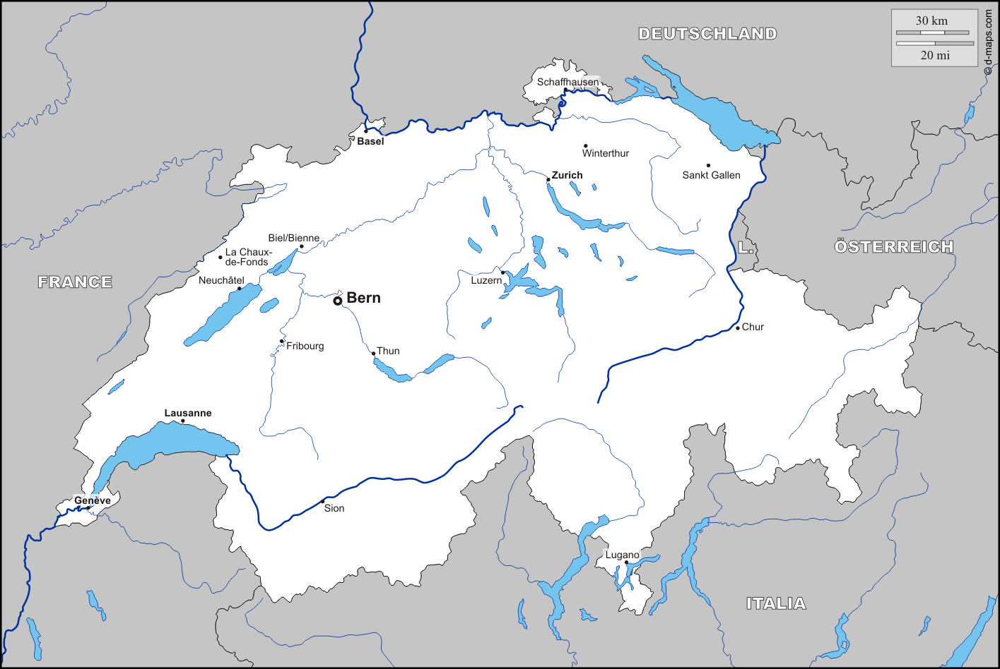 30 km
20 mi
© d-maps.com
DEUTSCHLAND
Schaffhausen
Basel
Winterthur
Zurich
Sankt Gallen
Biel/Bienne
La Chaux-
de-Fonds
L.
ÖSTERREICH
FRANCE
Neuchâtel
Luzern
Bern
Chur
Fribourg
Thun
Lausanne
Genève
Sion
Lugano
ITALIA